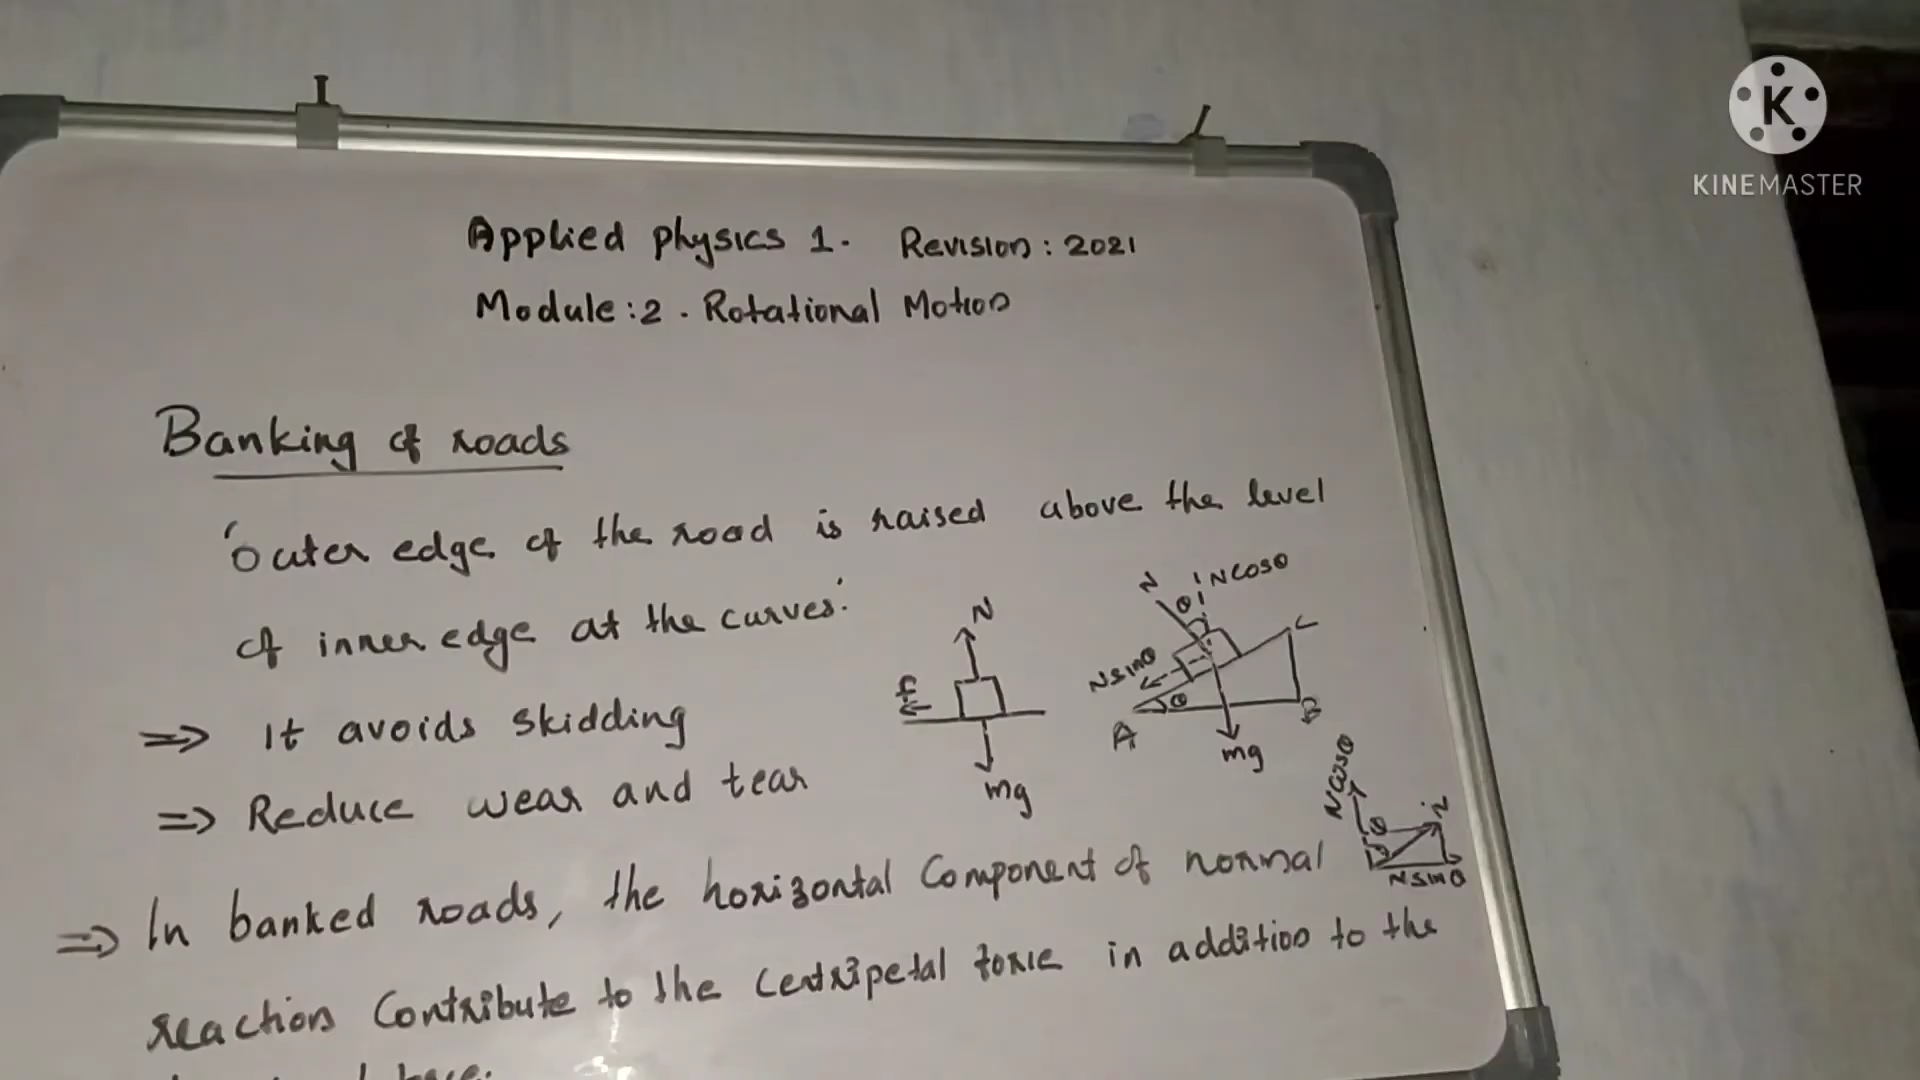 KINEMASTER
Applied physics 1. Revision: 2021
Module:2. Rotational Motion
Banking of roads
'Outer edge of the road is raised above the level
of inner edge at the curves.'
N
f
mg
N
NCosθ
θ
Nsinθ
θ
A
B
C
mg
⇒ It avoids skidding
⇒ Reduce wear and tear
NCosθ
θ
N
Nsinθ
⇒ In banked roads, the horizontal Component of normal
reaction Contribute to the Centripetal force in addition to the